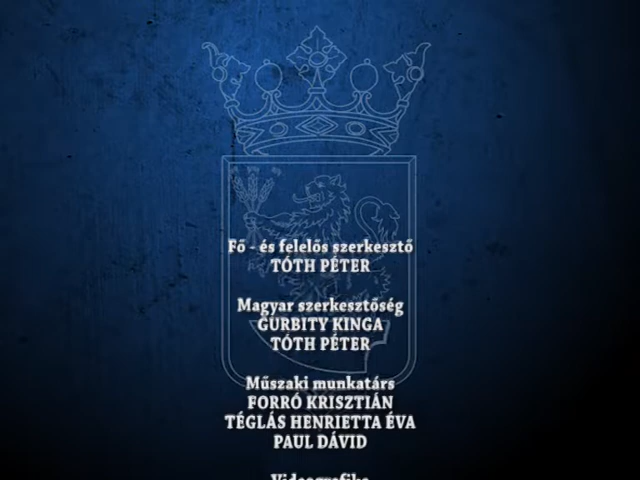 Fő - és felelős szerkesztő
TÓTH PÉTER
Magyar szerkesztőség
GURBITY KINGA
TÓTH PÉTER
Műszaki munkatárs
FORRÓ KRISZTIÁN
TÉGLÁS HENRIETTA ÉVA
PAUL DÁVID